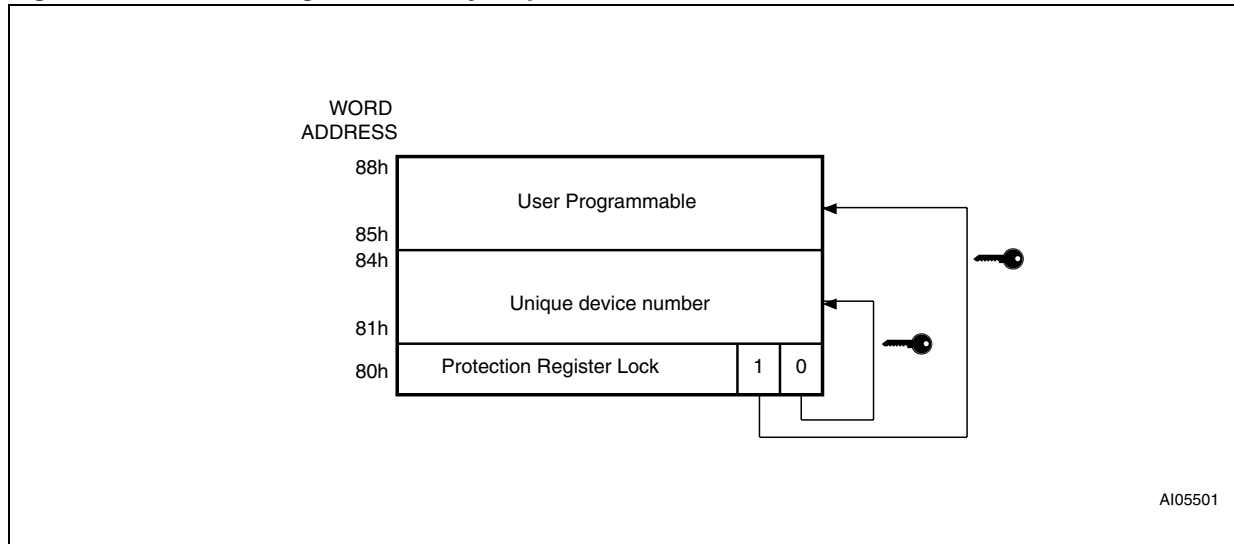 WORD
ADDRESS
88h
User Programmable
85h
84h
Unique device number
81h
80h
Protection Register Lock
1
0
AI05501